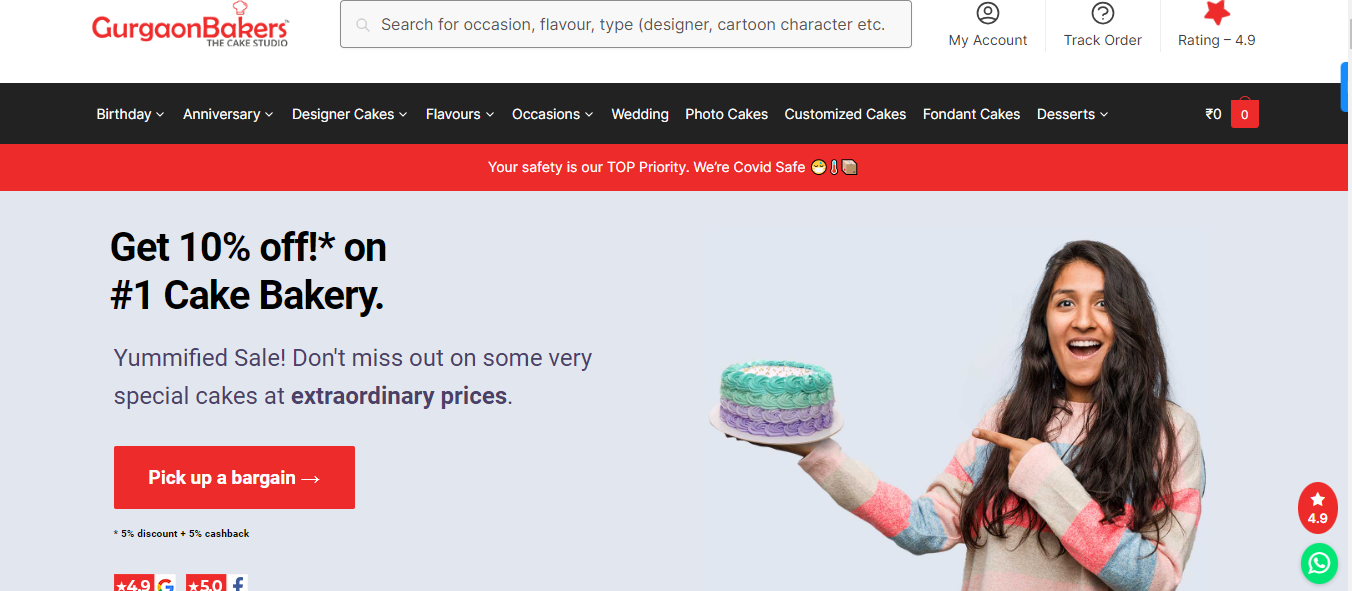 GurgaonBakers
THE CAKE STUDIO
Search for occasion, flavour, type (designer, cartoon character etc.
My Account
Track Order
Rating – 4.9
Birthday Anniversary Designer Cakes Flavours Occasions Wedding Photo Cakes Customized Cakes Fondant Cakes Desserts ₹0 0
Your safety is our TOP Priority. We're Covid Safe 😷🌡📦
Get 10% off!* on
#1 Cake Bakery.
Yummified Sale! Don't miss out on some very
special cakes at extraordinary prices.
Pick up a bargain →
* 5% discount + 5% cashback
★4.9 G ★5.0 f
★
4.9